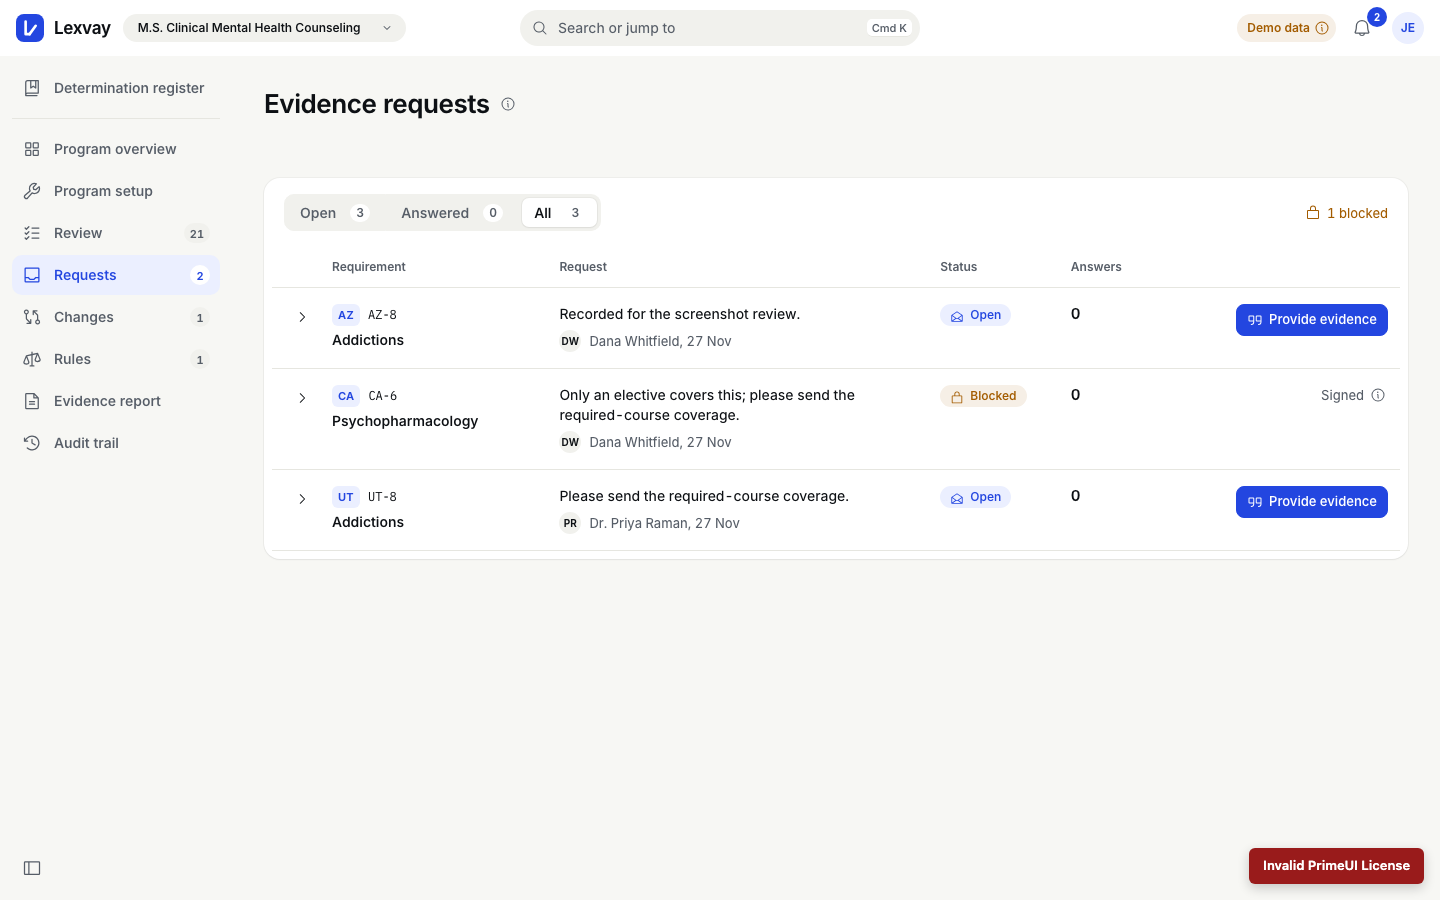 Lexvay
M.S. Clinical Mental Health Counseling
Search or jump to
Cmd K
Demo data
2
JE
Determination register
Program overview
Program setup
Review 21
Requests 2
Changes 1
Rules 1
Evidence report
Audit trail
Evidence requests
Open 3 Answered 0 All 3
1 blocked
Requirement Request Status Answers
AZ AZ-8
Addictions
Recorded for the screenshot review.
DW Dana Whitfield, 27 Nov
Open
0
Provide evidence
CA CA-6
Psychopharmacology
Only an elective covers this; please send the
required-course coverage.
DW Dana Whitfield, 27 Nov
Blocked
0
Signed
UT UT-8
Addictions
Please send the required-course coverage.
PR Dr. Priya Raman, 27 Nov
Open
0
Provide evidence
Invalid PrimeUI License